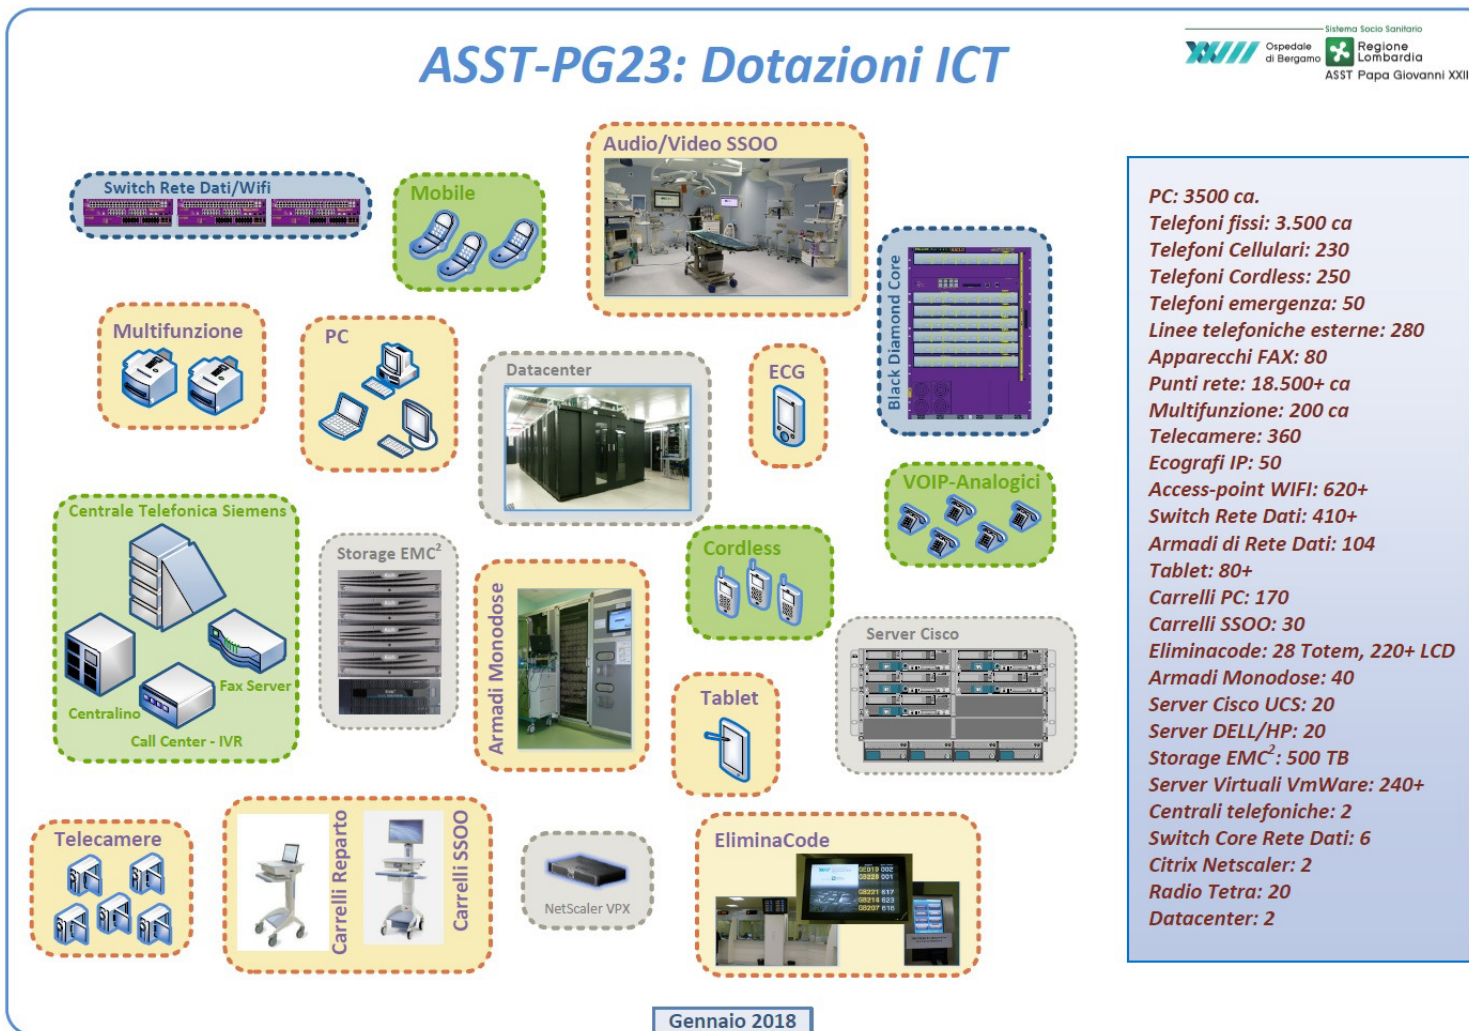 ASST-PG23: Dotazioni ICT
Ospedale
di Bergamo
Sistema Socio Sanitario
Regione
Lombardia
ASST Papa Giovanni XXIII
Switch Rete Dati/Wifi
Mobile
Audio/Video SSOO
Multifunzione
PC
Datacenter
ECG
Black Diamond Core
Centrale Telefonica Siemens
Fax Server
Centralino
Call Center - IVR
Storage EMC²
Armadi Monodose
Cordless
VOIP-Analogici
Tablet
Server Cisco
Telecamere
Carrelli Reparto
Carrelli SSOO
NetScaler VPX
EliminaCode
PC: 3500 ca.
Telefoni fissi: 3.500 ca
Telefoni Cellulari: 230
Telefoni Cordless: 250
Telefoni emergenza: 50
Linee telefoniche esterne: 280
Apparecchi FAX: 80
Punti rete: 18.500+ ca
Multifunzione: 200 ca
Telecamere: 360
Ecografi IP: 50
Access-point WIFI: 620+
Switch Rete Dati: 410+
Armadi di Rete Dati: 104
Tablet: 80+
Carrelli PC: 170
Carrelli SSOO: 30
Eliminacode: 28 Totem, 220+ LCD
Armadi Monodose: 40
Server Cisco UCS: 20
Server DELL/HP: 20
Storage EMC²: 500 TB
Server Virtuali VmWare: 240+
Centrali telefoniche: 2
Switch Core Rete Dati: 6
Citrix Netscaler: 2
Radio Tetra: 20
Datacenter: 2
Gennaio 2018